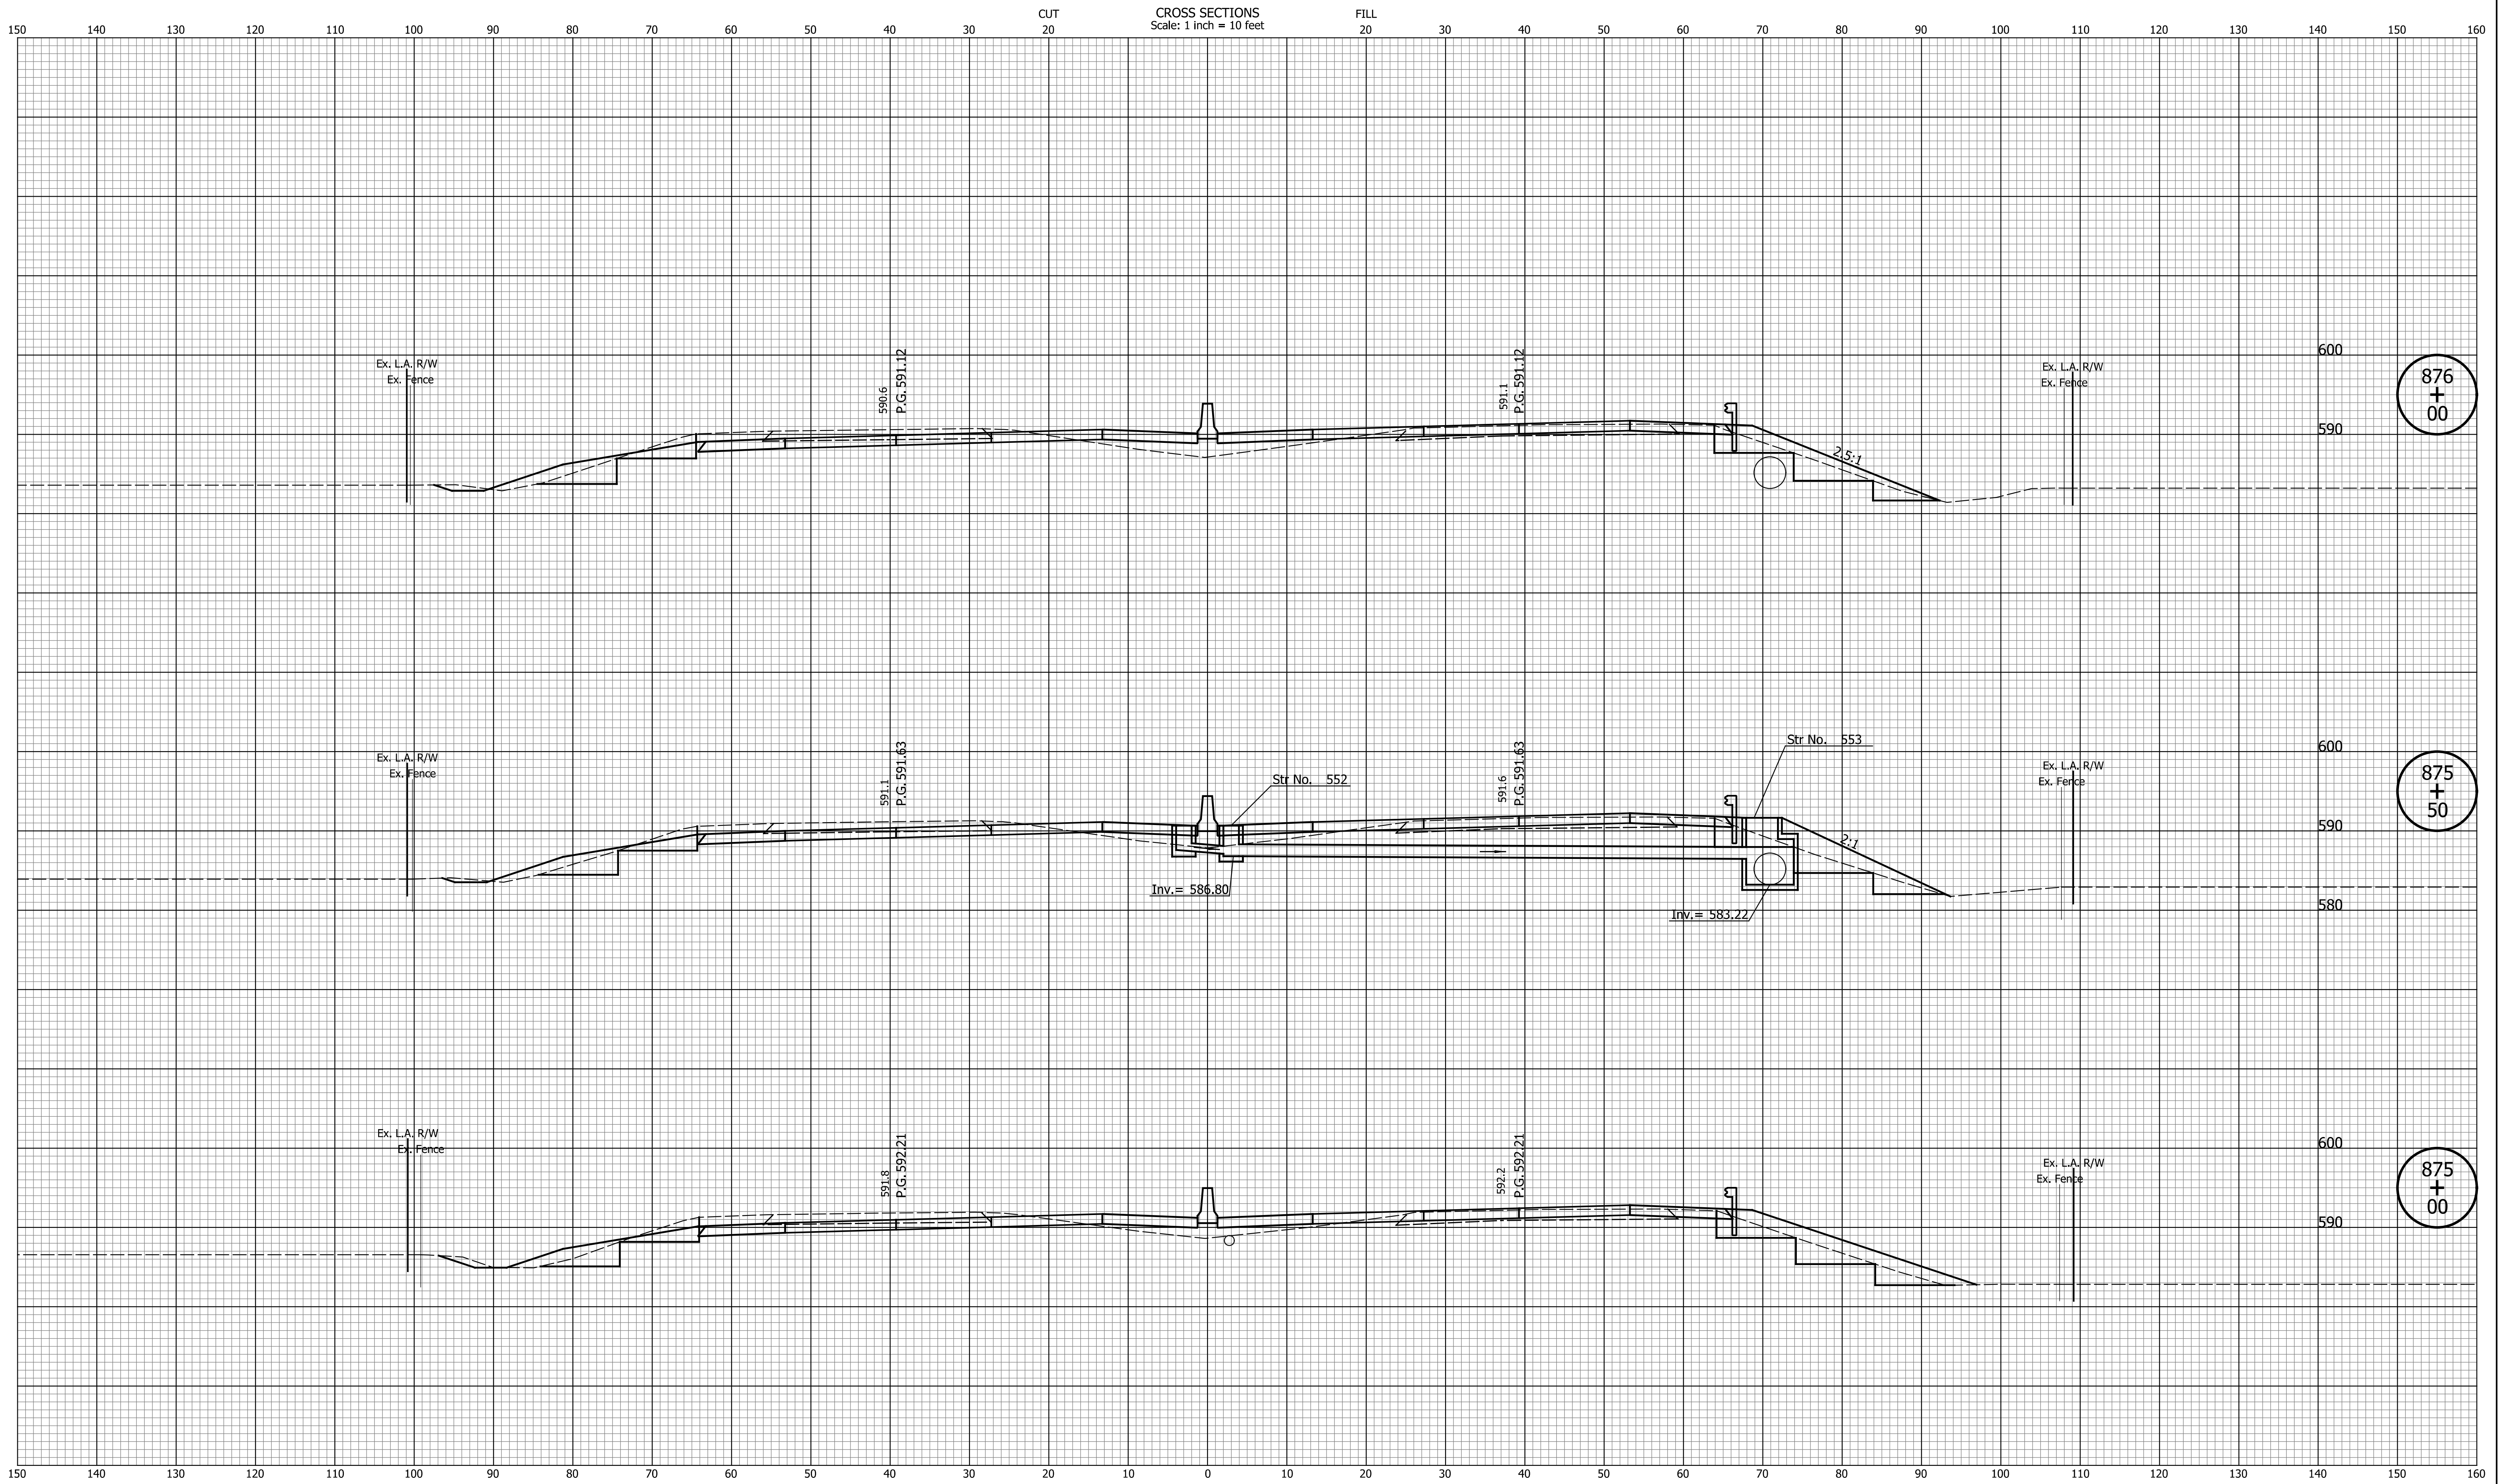 CUT CROSS SECTIONS FILL
Scale: 1 inch = 10 feet
150 140 130 120 110 100 90 80 70 60 50 40 30 20 10 0 10 20 30 40 50 60 70 80 90 100 110 120 130 140 150 160
Ex. L.A. R/W
Ex. Fence
590.6
P.G. 591.12
591.1
P.G. 591.12
2.5:1
Ex. L.A. R/W
Ex. Fence
600
590
876
+
00
Ex. L.A. R/W
Ex. Fence
591.1
P.G. 591.63
Str No. 552
Inv.= 586.80
591.6
P.G. 591.63
Str No. 553
2:1
Inv.= 583.22
Ex. L.A. R/W
Ex. Fence
600
590
580
875
+
50
Ex. L.A. R/W
Ex. Fence
591.8
P.G. 592.21
592.2
P.G. 592.21
Ex. L.A. R/W
Ex. Fence
600
590
875
+
00
150 140 130 120 110 100 90 80 70 60 50 40 30 20 10 0 10 20 30 40 50 60 70 80 90 100 110 120 130 140 150 160